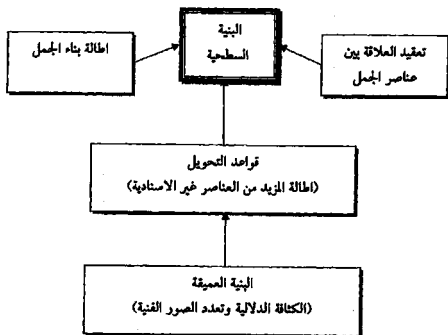 البنية
السطحية
تعقيد العلاقة بين
عناصر الجمل
اطالة بناء الجمل
قواعد التحويل
(اطالة المزيد من العناصر غير الاسنادية)
البنية العميقة
(الكثافة الدلالية وتعدد الصور الفنية)